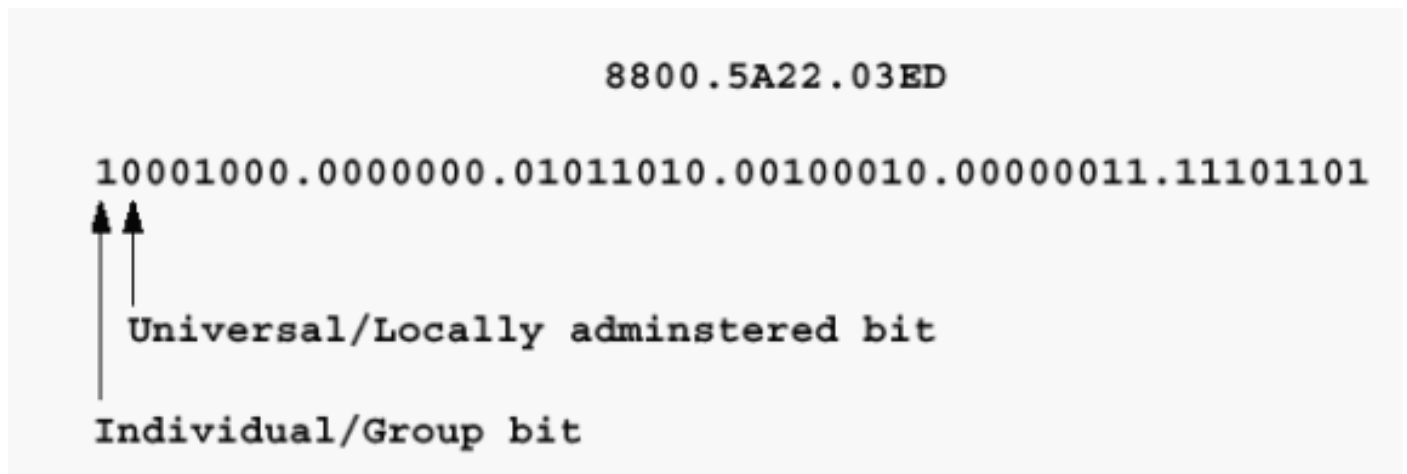 8800.5A22.03ED
10001000.0000000.01011010.00100010.00000011.11101101
Universal/Locally adminstered bit
Individual/Group bit